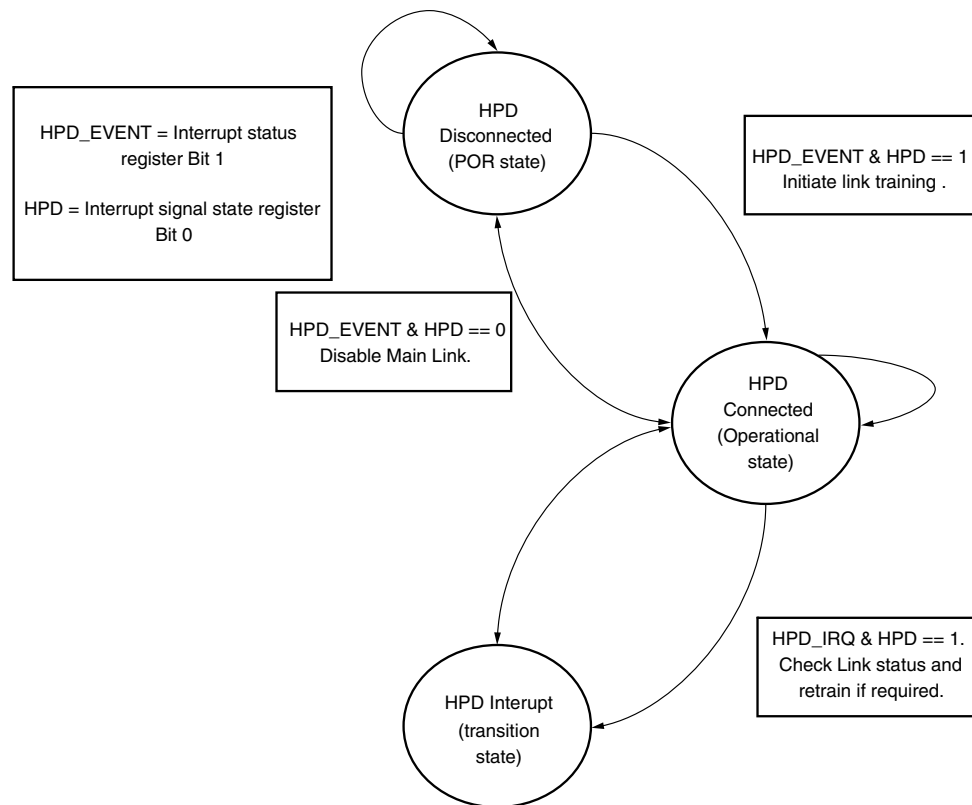 HPD
Disconnected
(POR state)
HPD_EVENT = Interrupt status
register Bit 1
HPD = Interrupt signal state register
Bit 0
HPD_EVENT & HPD == 1
Initiate link training .
HPD_EVENT & HPD == 0
Disable Main Link.
HPD
Connected
(Operational
state)
HPD_IRQ & HPD == 1.
Check Link status and
retrain if required.
HPD Interupt
(transition
state)